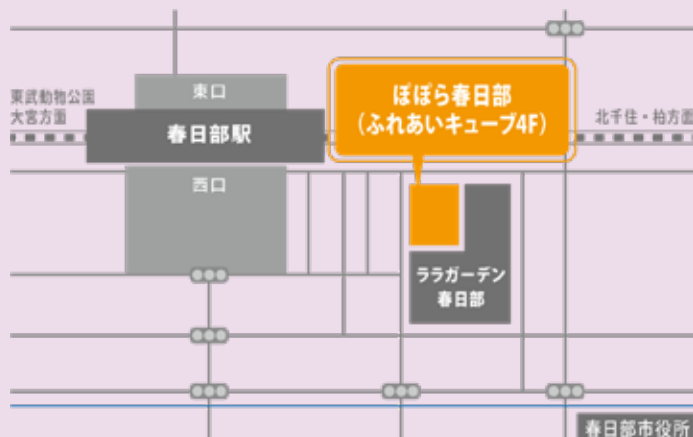 東武動物公園
大宮方面
東口
春日部駅
西口
ぽぽら春日部
(ふれあいキューブ4F)
北千住・柏方面
ララガーデン
春日部
春日部市役所